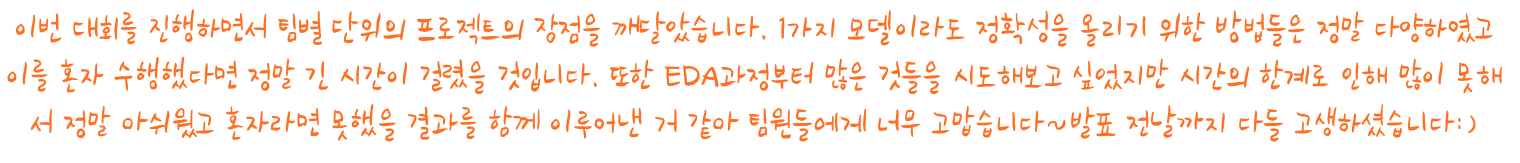 이번 대회를 진행하면서 팀별 단위의 프로젝트의 장점을 깨달았습니다. 1가지 모델이라도 정확성을 올리기 위한 방법들은 정말 다양하였고
이를 혼자 수행했다면 정말 긴 시간이 걸렸을 것입니다. 또한 EDA과정부터 많은 것들을 시도해보고 싶었지만 시간의 한계로 인해 많이 못해
서 정말 아쉬웠고 혼자라면 못했을 결과를 함께 이루어낸 거 같아 팀원들에게 너무 고맙습니다~발표 전날까지 다들 고생하셨습니다:)